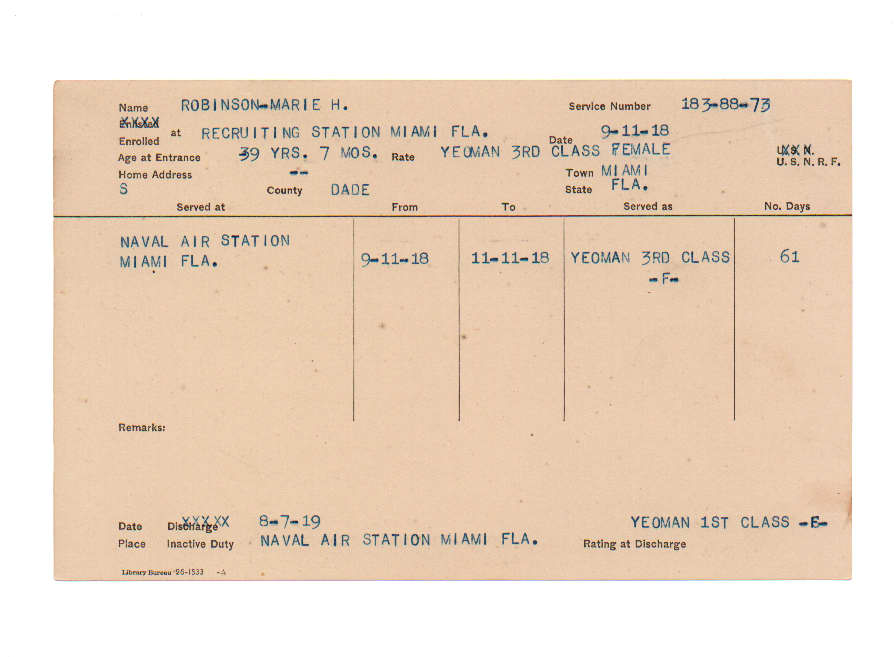 Name ROBINSON-MARIE H. Service Number 183-88-73
Enlisted
Enrolled at RECRUITING STATION MIAMI FLA. Date 9-11-18
Age at Entrance 39 YRS. 7 MOS. Rate YEOMAN 3RD CLASS FEMALE U.S.N.
U.S.N.R.F.
Home Address -- Town MIAMI
S County DADE State FLA.
Served at From To Served as No. Days
NAVAL AIR STATION
MIAMI FLA. 9-11-18 11-11-18 YEOMAN 3RD CLASS 61
-F-
Remarks:
Date Discharge 8-7-19 YEOMAN 1ST CLASS -F-
Place Inactive Duty NAVAL AIR STATION MIAMI FLA. Rating at Discharge
Library Bureau 26-1533 -A